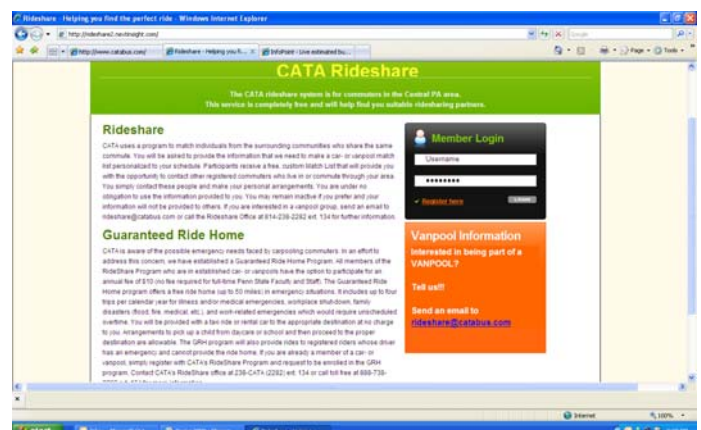 Rideshare - Helping you find the perfect ride - Windows Internet Explorer
http://rideshare2.nextinsight.com/
Google
http://www.catabus.com/
Rideshare - Helping you fi...
InfoPoint - Live estimated bu...
Page
Tools
CATA Rideshare
The CATA rideshare system is for commuters in the Central PA area.
This service is completely free and will help find you suitable ridesharing partners.
Rideshare
CATA uses a program to match individuals from the surrounding communities who share the same
commute. You will be asked to provide the information that we need to make a car- or vanpool match
list personalized to your schedule. Participants receive a free, custom Match List that will provide you
with the opportunity to contact other registered commuters who live in or commute through your area.
You simply contact these people and make your personal arrangements. You are under no
obligation to use the information provided to you. You may remain inactive if you prefer and your
information will not be provided to others. If you are interested in a vanpool group, send an email to
rideshare@catabus.com or call the Rideshare Office at 814-238-2282 ext. 134 for further information.
Guaranteed Ride Home
CATA is aware of the possible emergency needs faced by carpooling commuters. In an effort to
address this concern, we have established a Guaranteed Ride Home Program. All members of the
RideShare Program who are in established car- or vanpools have the option to participate for an
annual fee of $10 (no fee required for full-time Penn State Faculty and Staff). The Guaranteed Ride
Home program offers a free ride home (up to 50 miles) in emergency situations. It includes up to four
trips per calendar year for illness and/or medical emergencies, workplace shut-down, family
disasters (flood, fire, medical, etc.), and work-related emergencies which would require unscheduled
overtime. You will be provided with a taxi ride or rental car to the appropriate destination at no charge
to you. Arrangements to pick up a child from daycare or school and then proceed to the proper
destination are allowable. The GRH program will also provide rides to registered riders whose driver
has an emergency and cannot provide the ride home. If you are already a member of a car- or
vanpool, simply register with CATA's RideShare Program and request to be enrolled in the GRH
program. Contact CATA's RideShare office at 238-CATA (2282) ext. 134 or call toll free at 888-738-
Member Login
Username
••••••••
Register here
Vanpool Information
Interested in being part of a
VANPOOL?
Tell us!!!
Send an email to
rideshare@catabus.com
Internet
100%
start